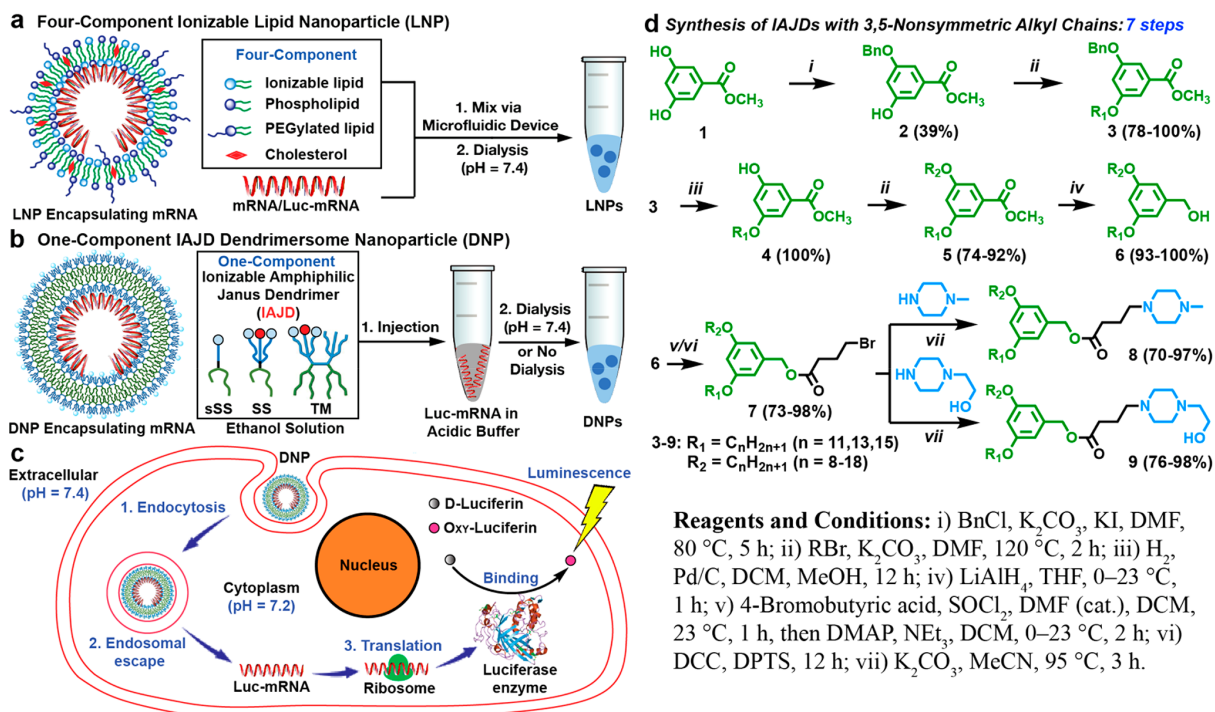 a Four-Component Ionizable Lipid Nanoparticle (LNP)
Four-Component
Ionizable lipid
Phospholipid
PEGylated lipid
Cholesterol
mRNA/Luc-mRNA
LNP Encapsulating mRNA
1. Mix via
Microfluidic Device
2. Dialysis
(pH = 7.4)
LNPs
b One-Component IAJD Dendrimersome Nanoparticle (DNP)
One-Component
Ionizable Amphiphilic
Janus Dendrimer
(IAJD)
sSS SS TM
Ethanol Solution
DNP Encapsulating mRNA
1. Injection
Luc-mRNA in
Acidic Buffer
2. Dialysis
(pH = 7.4)
or No
Dialysis
DNPs
c
Extracellular
(pH = 7.4)
DNP
1. Endocytosis
Nucleus
Cytoplasm
(pH = 7.2)
2. Endosomal
escape
Luc-mRNA
3. Translation
Ribosome
Luminescence
D-Luciferin
Oxy-Luciferin
Binding
Luciferase
enzyme
d Synthesis of IAJDs with 3,5-Nonsymmetric Alkyl Chains: 7 steps
HO
O
OCH3
HO
1
i
BnO
O
OCH3
HO
2 (39%)
ii
BnO
O
OCH3
R1O
3 (78-100%)
3
iii
HO
O
OCH3
R1O
4 (100%)
ii
R2O
O
OCH3
R1O
5 (74-92%)
iv
R2O
OH
R1O
6 (93-100%)
6
v/vi
R2O
Br
O
O
R1O
7 (73-98%)
HN
N
vii
HN
N
HO
vii
R2O
N
N
O
O
R1O
8 (70-97%)
R2O
N
N
O
O
HO
R1O
9 (76-98%)
3-9: R1 = CnH2n+1 (n = 11,13,15)
R2 = CnH2n+1 (n = 8-18)
Reagents and Conditions: i) BnCl, K2CO3, KI, DMF,
80 °C, 5 h; ii) RBr, K2CO3, DMF, 120 °C, 2 h; iii) H2,
Pd/C, DCM, MeOH, 12 h; iv) LiAlH4, THF, 0–23 °C,
1 h; v) 4-Bromobutyric acid, SOCl2, DMF (cat.), DCM,
23 °C, 1 h, then DMAP, NEt3, DCM, 0–23 °C, 2 h; vi)
DCC, DPTS, 12 h; vii) K2CO3, MeCN, 95 °C, 3 h.